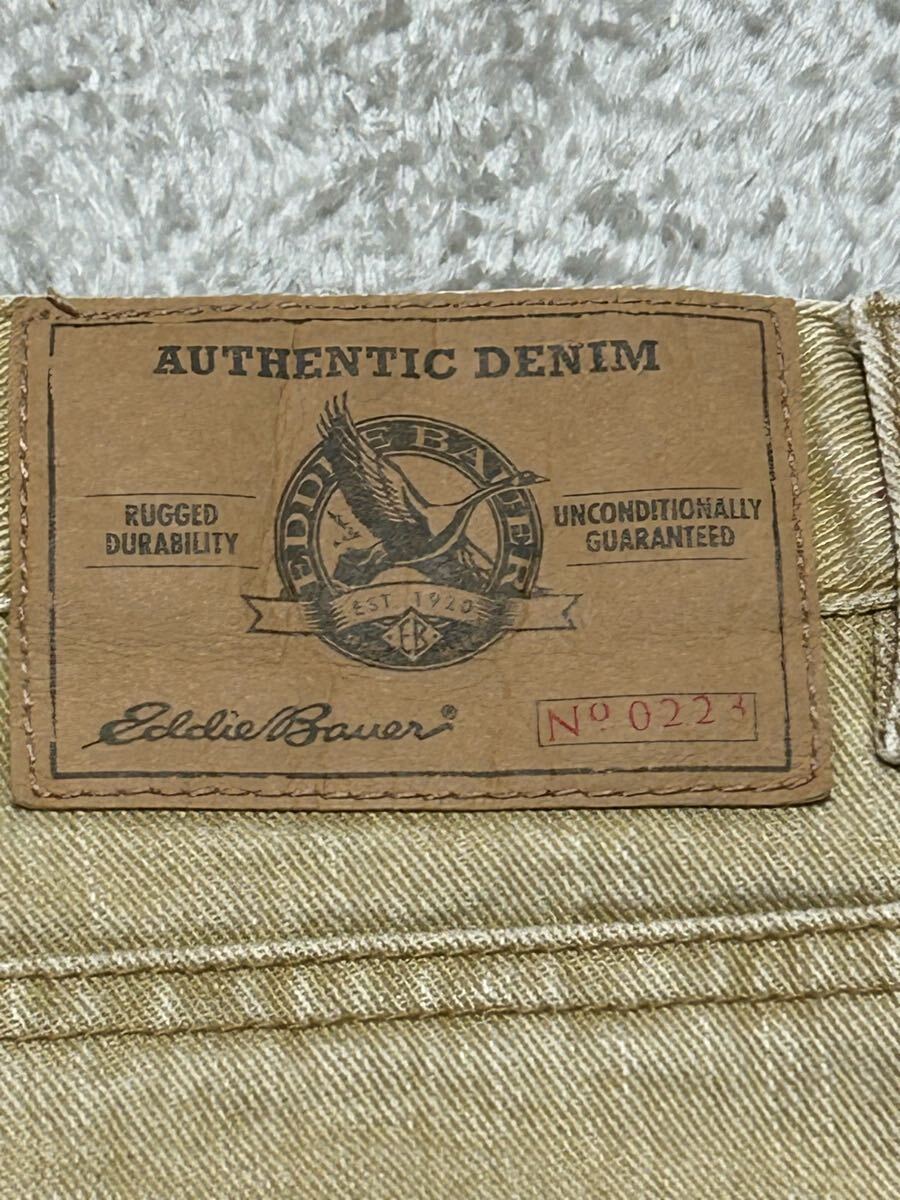 AUTHENTIC DENIM
EDDIE BAUER
RUGGED
DURABILITY
UNCONDITIONALLY
GUARANTEED
EST 1920
EB
Eddie Bauer®
Nº 0223